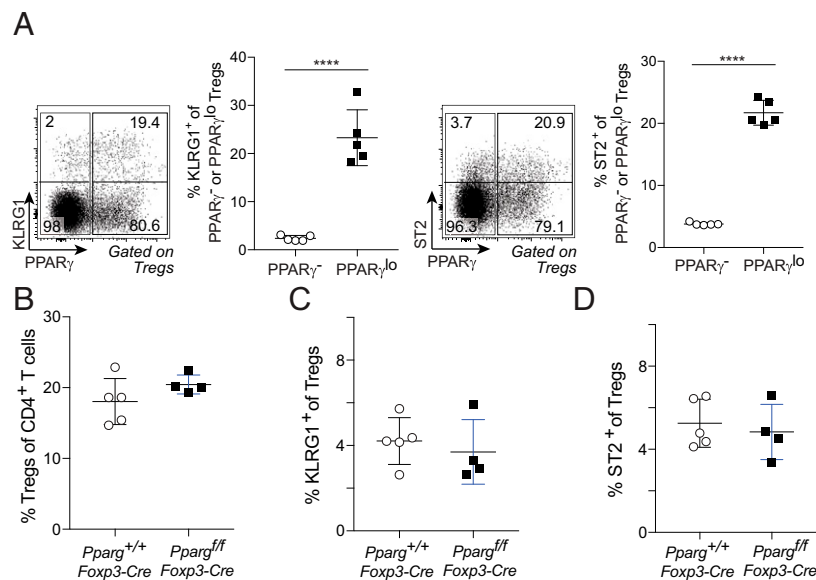 A
% KLRG1+ of
PPARγ- or PPARγlo Tregs
40
30
20
10
0
****
PPARγ-
PPARγlo
2
19.4
98
80.6
KLRG1
PPARγ
Gated on
Tregs
3.7
20.9
96.3
79.1
ST2
PPARγ
Gated on
Tregs
% ST2+ of
PPARγ- or PPARγlo Tregs
30
20
10
0
****
PPARγ-
PPARγlo
B
% Tregs of CD4+ T cells
30
20
10
0
Pparg+/+
Foxp3-Cre
Ppargf/f
Foxp3-Cre
C
% KLRG1+ of Tregs
8
4
0
Pparg+/+
Foxp3-Cre
Ppargf/f
Foxp3-Cre
D
% ST2+ of Tregs
8
4
0
Pparg+/+
Foxp3-Cre
Ppargf/f
Foxp3-Cre